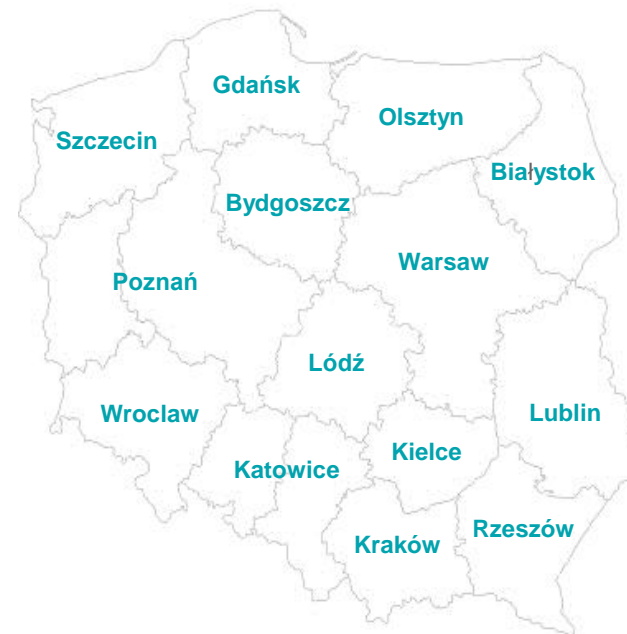 Gdańsk
Olsztyn
Szczecin
Białystok
Bydgoszcz
Warsaw
Poznań
Lódź
Wroclaw
Lublin
Kielce
Katowice
Rzeszów
Kraków